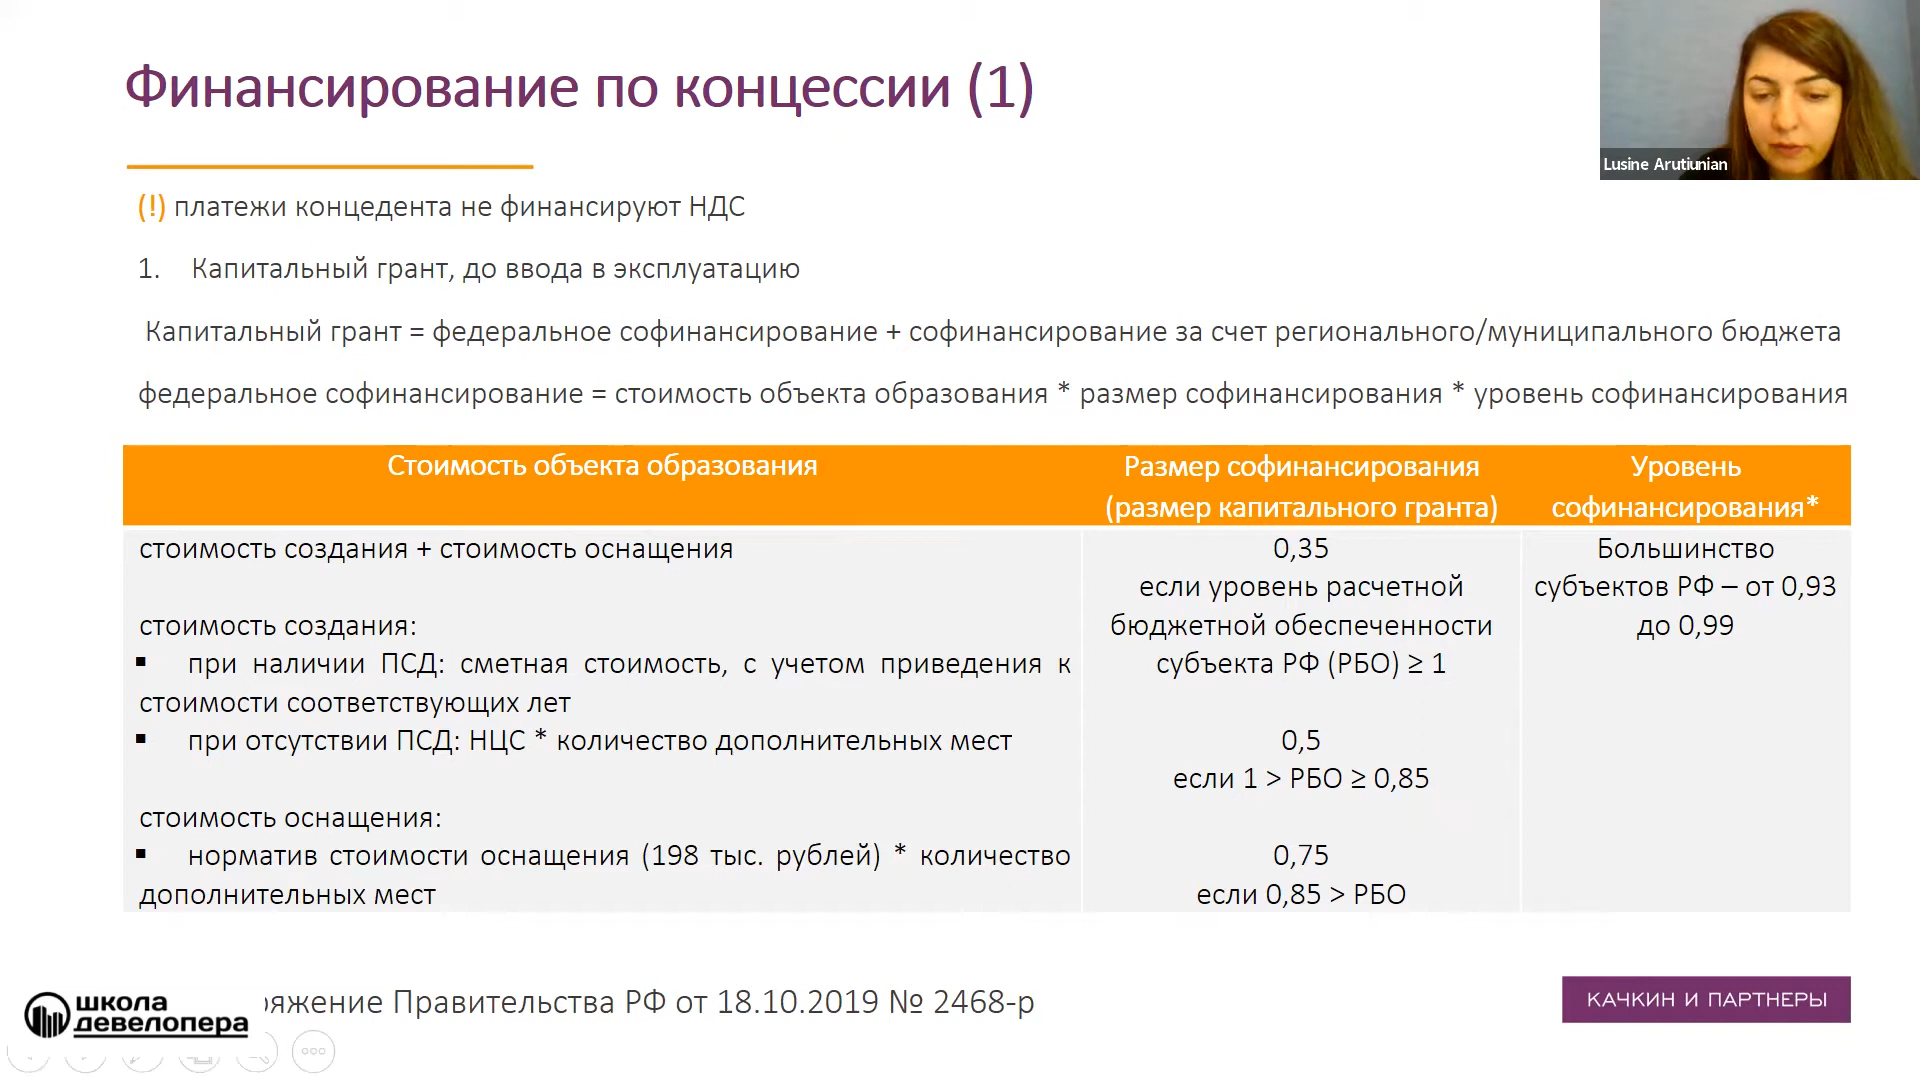 Финансирование по концессии (1)
Lusine Arutiunian
(!) платежи концедента не финансируют НДС
1. Капитальный грант, до ввода в эксплуатацию
Капитальный грант = федеральное софинансирование + софинансирование за счет регионального/муниципального бюджета
федеральное софинансирование = стоимость объекта образования * размер софинансирования * уровень софинансирования
Стоимость объекта образования
Размер софинансирования
(размер капитального гранта)
Уровень
софинансирования*
стоимость создания + стоимость оснащения
стоимость создания:
▪ при наличии ПСД: сметная стоимость, с учетом приведения к
стоимости соответствующих лет
▪ при отсутствии ПСД: НЦС * количество дополнительных мест
стоимость оснащения:
▪ норматив стоимости оснащения (198 тыс. рублей) * количество
дополнительных мест
0,35
если уровень расчетной
бюджетной обеспеченности
субъекта РФ (РБО) ≥ 1
0,5
если 1 > РБО ≥ 0,85
0,75
если 0,85 > РБО
Большинство
субъектов РФ – от 0,93
до 0,99
школа
девелопера
Правительства РФ от 18.10.2019 № 2468-р
КАЧКИН И ПАРТНЕРЫ